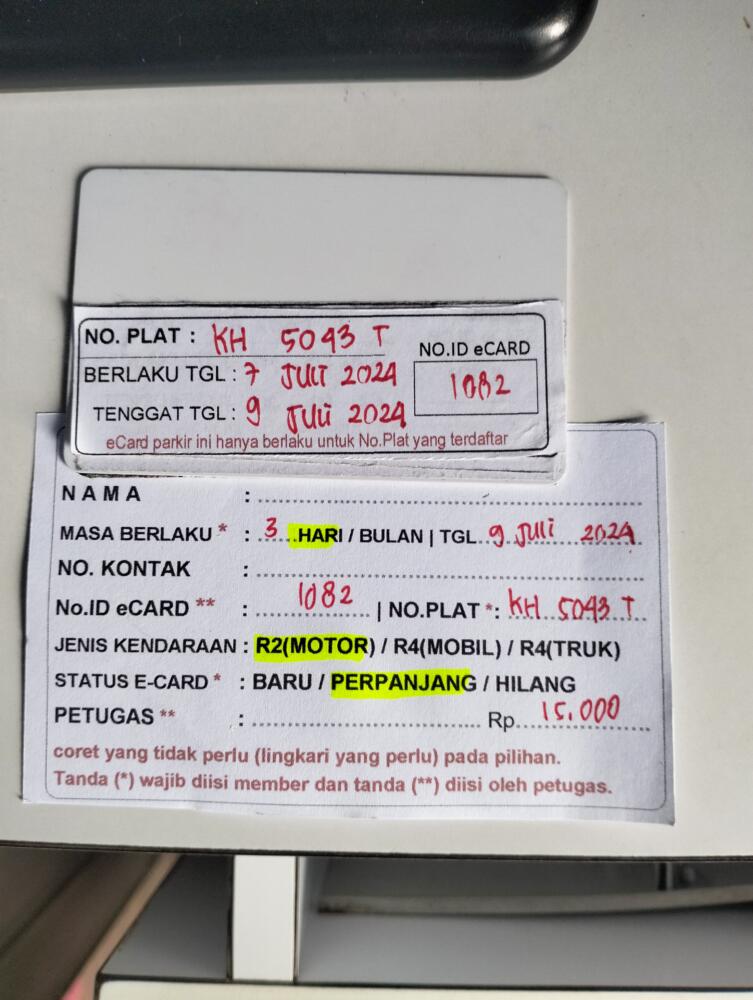 NO. PLAT : KH 5043 T
NO.ID eCARD
BERLAKU TGL : 7 JULI 2024
1082
TENGGAT TGL : 9 JULI 2024
eCard parkir ini hanya berlaku untuk No.Plat yang terdaftar
NAMA : ........................
MASA BERLAKU * : 3 HARI / BULAN | TGL. 9 JULI 2024
NO. KONTAK : ........................
No.ID eCARD ** : 1082 | NO.PLAT *: KH 5043 T
JENIS KENDARAAN : R2(MOTOR) / R4(MOBIL) / R4(TRUK)
STATUS E-CARD * : BARU / PERPANJANG / HILANG
PETUGAS ** : ........................ Rp. 15.000
coret yang tidak perlu (lingkari yang perlu) pada pilihan.
Tanda (*) wajib diisi member dan tanda (**) diisi oleh petugas.